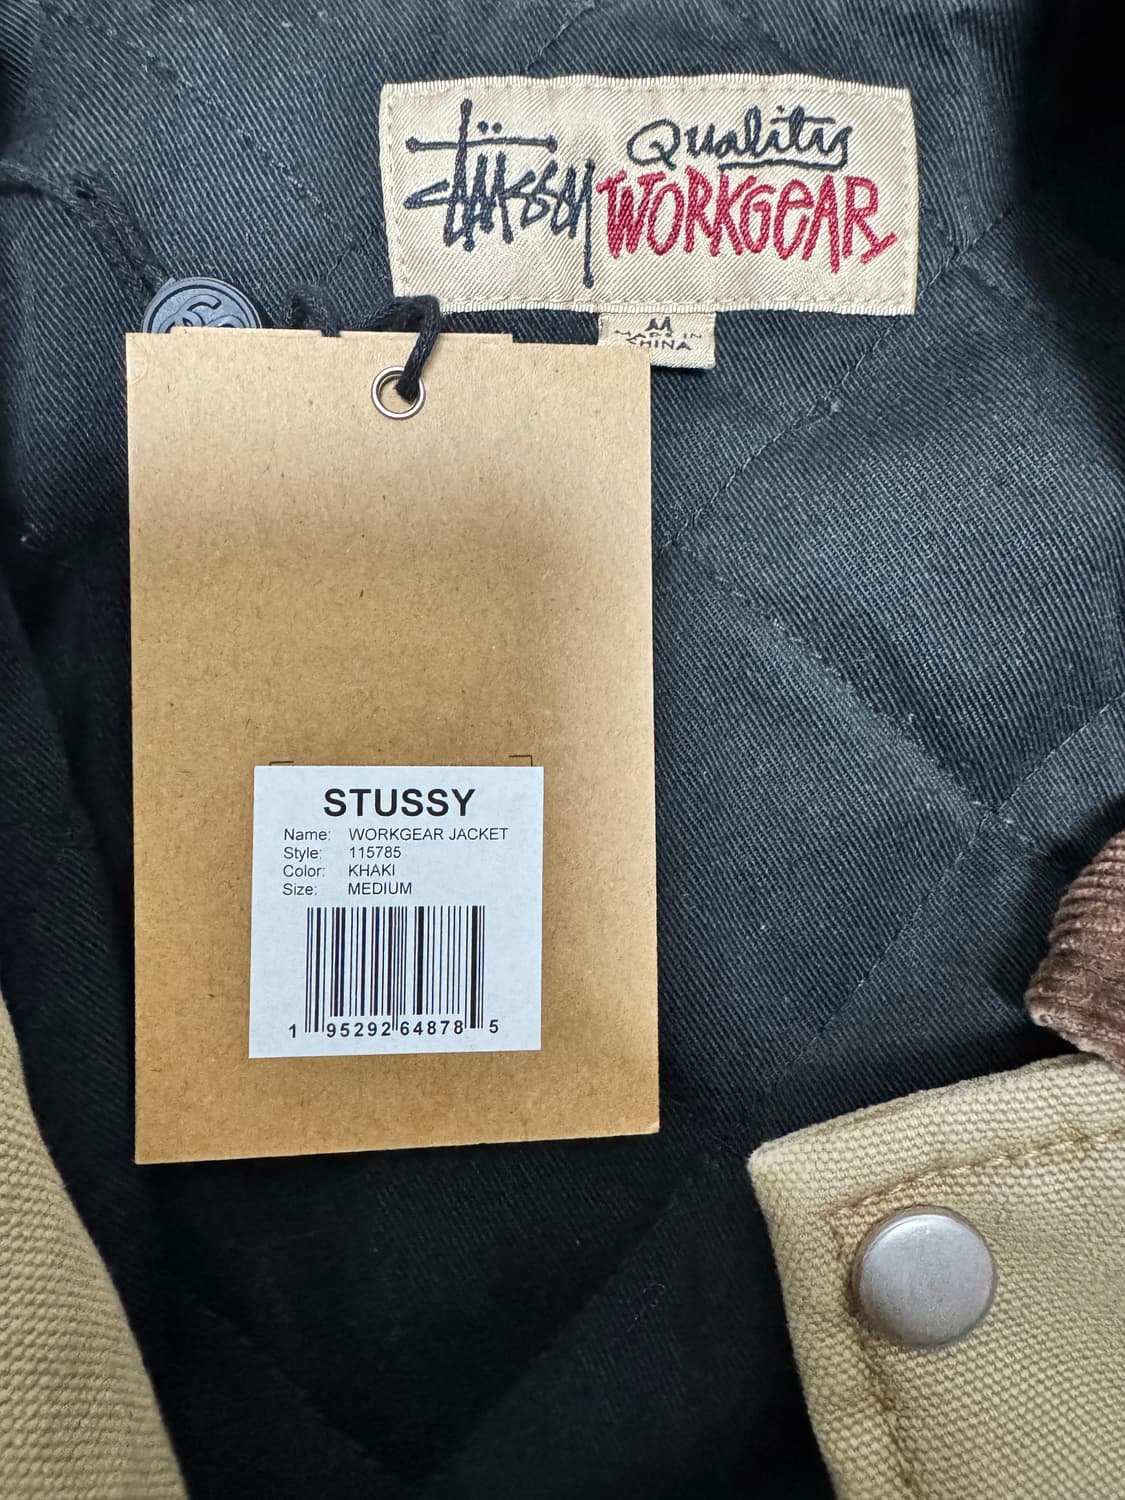 Stüssy Quality
WORKGEAR
M
MADE IN
CHINA
STUSSY
Name: WORKGEAR JACKET
Style: 115785
Color: KHAKI
Size: MEDIUM
1 95292 64878 5